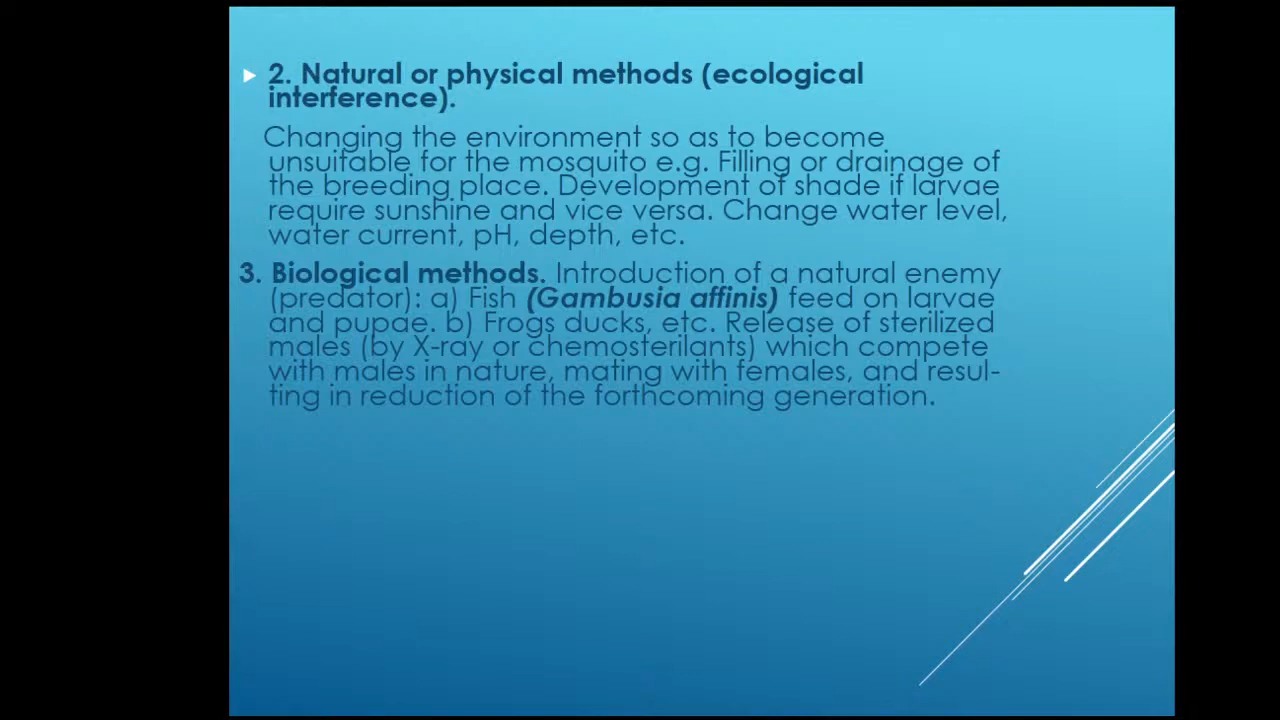 2. Natural or physical methods (ecological
interference).
Changing the environment so as to become
unsuitable for the mosquito e.g. Filling or drainage of
the breeding place. Development of shade if larvae
require sunshine and vice versa. Change water level,
water current, pH, depth, etc.
3. Biological methods. Introduction of a natural enemy
(predator): a) Fish (Gambusia affinis) feed on larvae
and pupae. b) Frogs ducks, etc. Release of sterilized
males (by X-ray or chemosterilants) which compete
with males in nature, mating with females, and resul-
ting in reduction of the forthcoming generation.